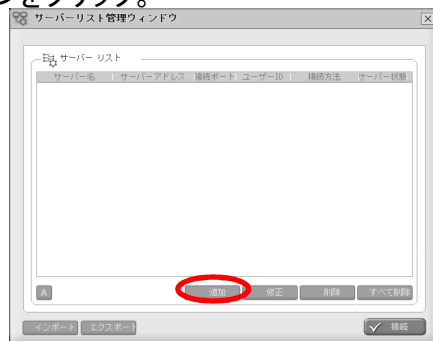 ンをクリック。
サーバーリスト管理ウィンドウ
サーバー リスト
サーバー名 サーバーアドレス 接続ポート ユーザーID 接続方法 サーバー状態
A 追加 修正 削除 すべて削除
インポート エクスポート 接続